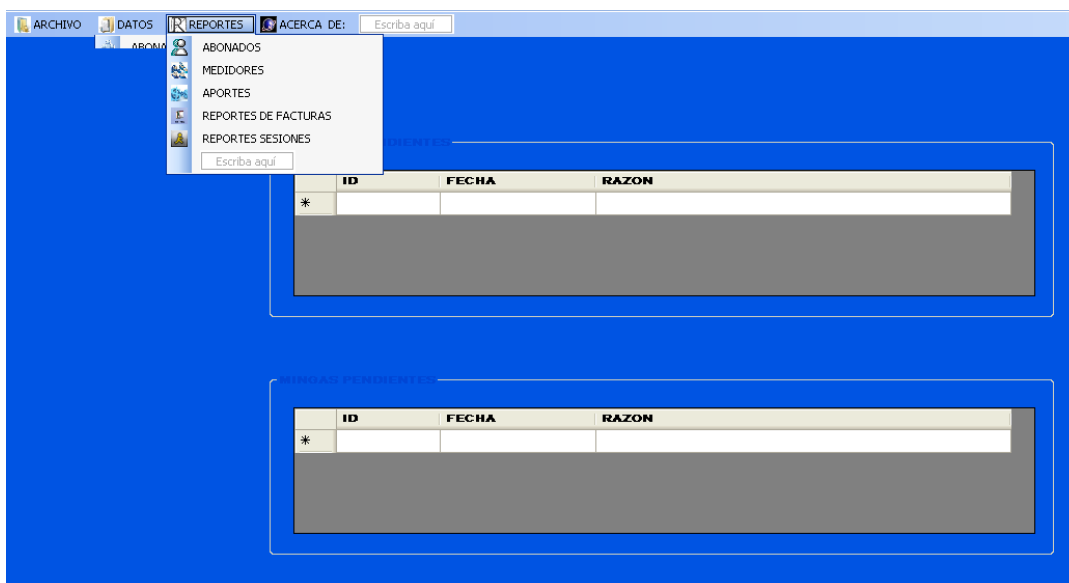 ARCHIVO DATOS REPORTES ACERCA DE: Escriba aquí
ABONADOS
MEDIDORES
APORTES
REPORTES DE FACTURAS
REPORTES SESIONES
Escriba aquí
ID FECHA RAZON
*
MINGAS PENDIENTES
ID FECHA RAZON
*